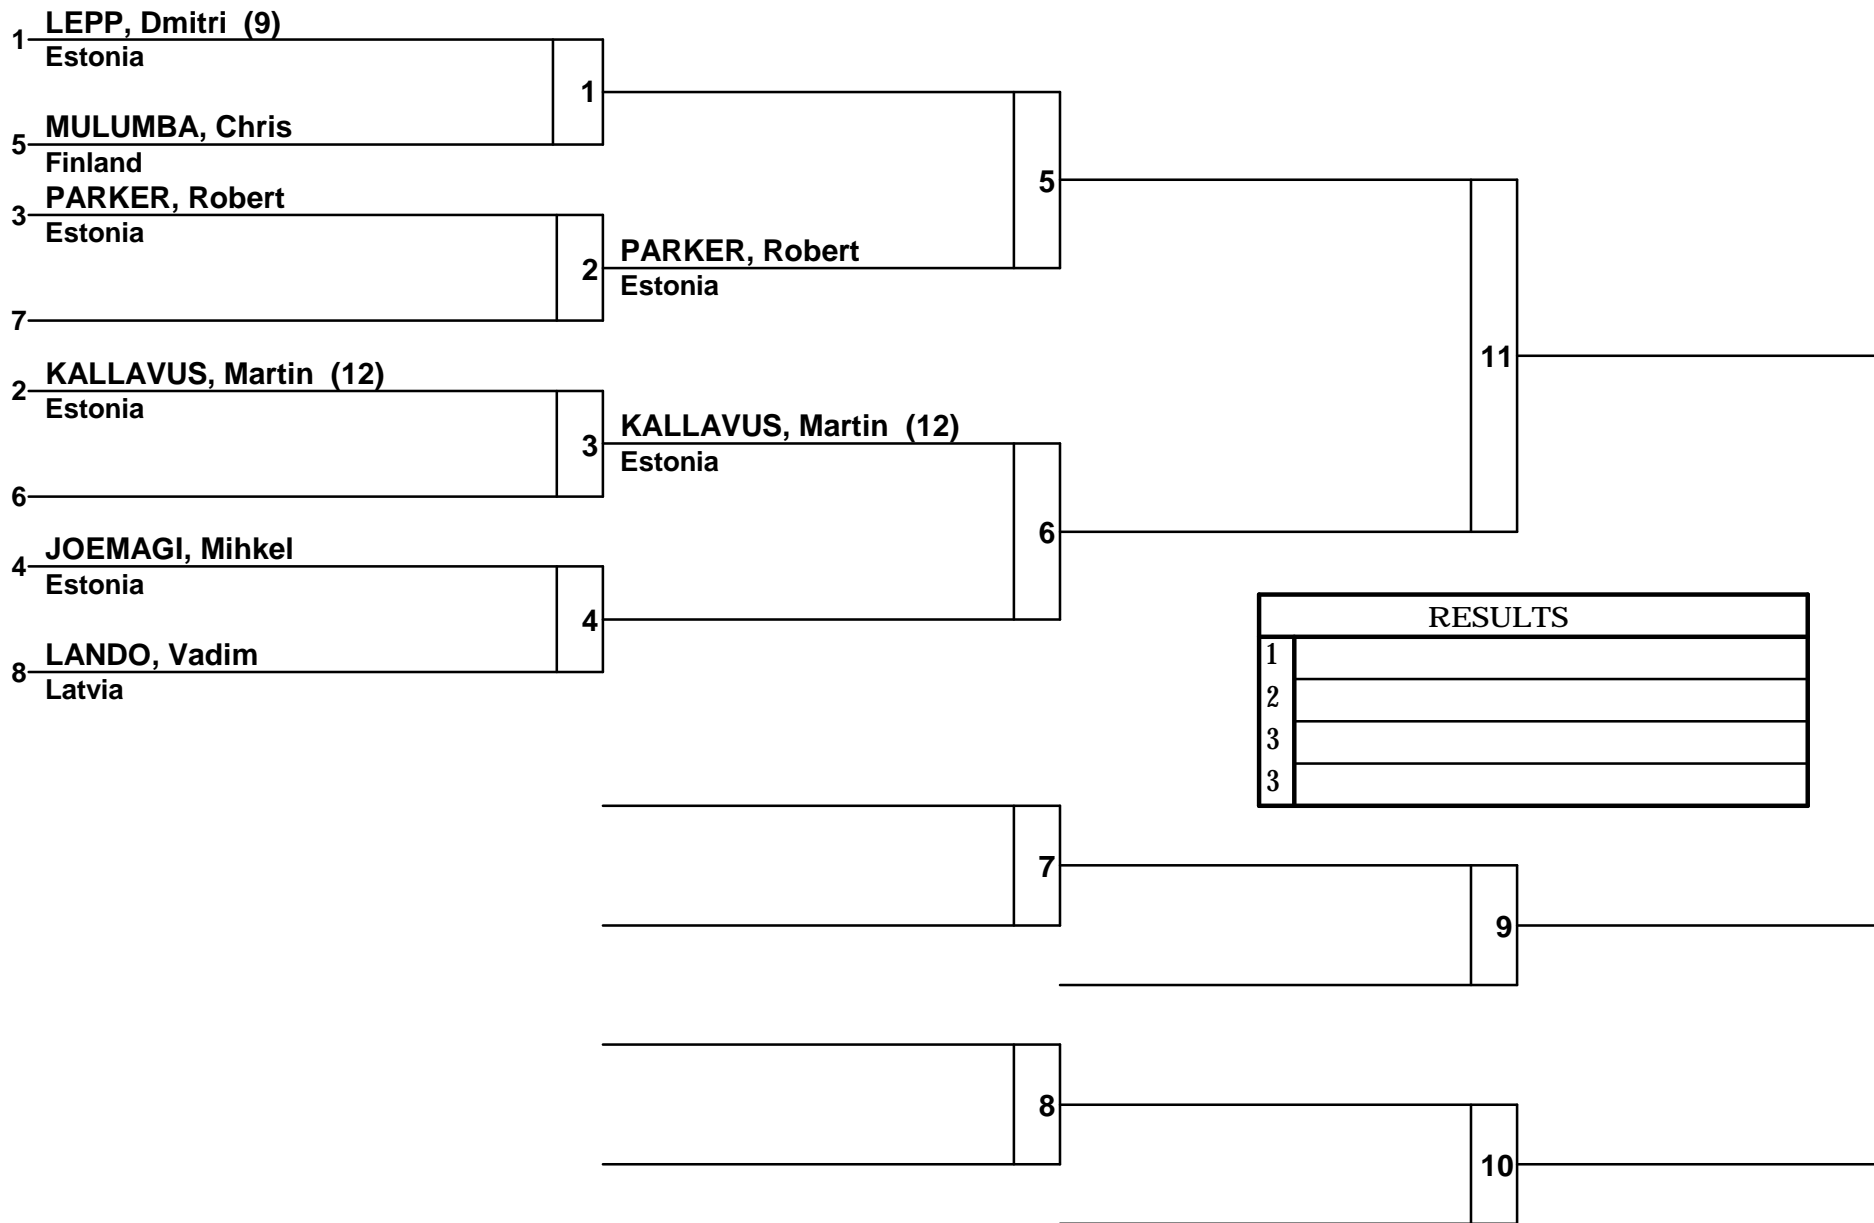 LEPP, Dmitri (9)
1
Estonia
1
MULUMBA, Chris
5
Finland
PARKER, Robert
3
Estonia
5
2
PARKER, Robert
Estonia
7
11
KALLAVUS, Martin (12)
2
Estonia
3
KALLAVUS, Martin (12)
Estonia
6
6
JOEMAGI, Mihkel
4
Estonia
4
LANDO, Vadim
8
Latvia
RESULTS
1
2
3
3
7
9
8
10